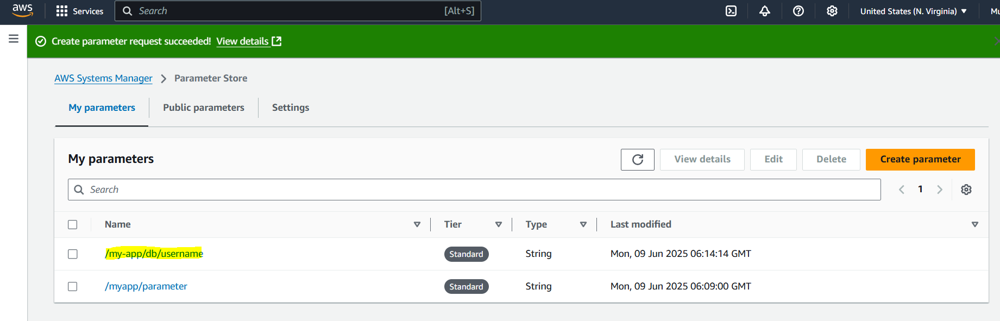 aws Services Search [Alt+S] United States (N. Virginia)
Create parameter request succeeded! View details
AWS Systems Manager Parameter Store
My parameters Public parameters Settings
My parameters View details Edit Delete Create parameter
Search 1
Name Tier Type Last modified
/my-app/db/username Standard String Mon, 09 Jun 2025 06:14:14 GMT
/myapp/parameter Standard String Mon, 09 Jun 2025 06:09:00 GMT